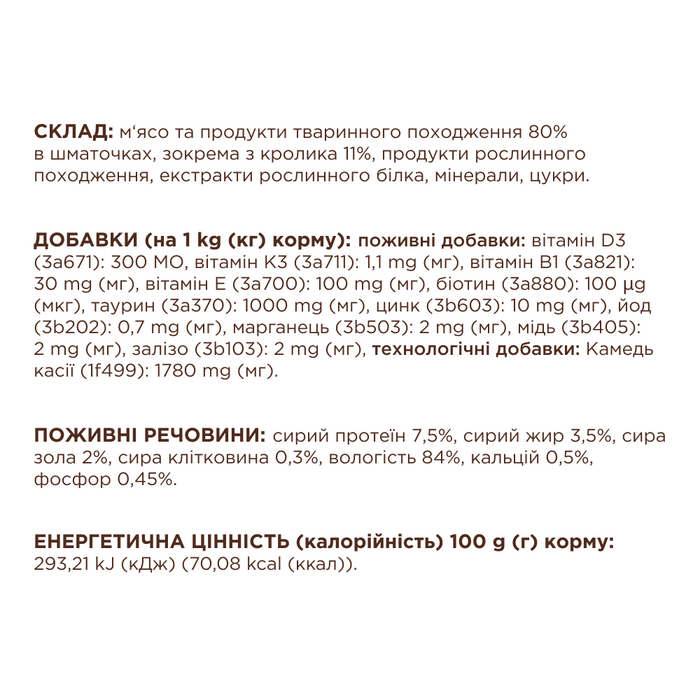 СКЛАД: м‘ясо та продукти тваринного походження 80%
в шматочках, зокрема з кролика 11%, продукти рослинного
походження, екстракти рослинного білка, мінерали, цукри.
ДОБАВКИ (на 1 kg (кг) корму): поживні добавки: вітамін D3
(3a671): 300 МО, вітамін K3 (3a711): 1,1 mg (мг), вітамін B1 (3a821):
30 mg (мг), вітамін E (3a700): 100 mg (мг), біотин (3a880): 100 µg
(мкг), таурин (3a370): 1000 mg (мг), цинк (3b603): 10 mg (мг), йод
(3b202): 0,7 mg (мг), марганець (3b503): 2 mg (мг), мідь (3b405):
2 mg (мг), залізо (3b103): 2 mg (мг), технологічні добавки: Камедь
касії (1f499): 1780 mg (мг).
ПОЖИВНІ РЕЧОВИНИ: сирий протеїн 7,5%, сирий жир 3,5%, сира
зола 2%, сира клітковина 0,3%, вологість 84%, кальцій 0,5%,
фосфор 0,45%.
ЕНЕРГЕТИЧНА ЦІННІСТЬ (калорійність) 100 g (г) корму:
293,21 kJ (кДж) (70,08 kcal (ккал)).